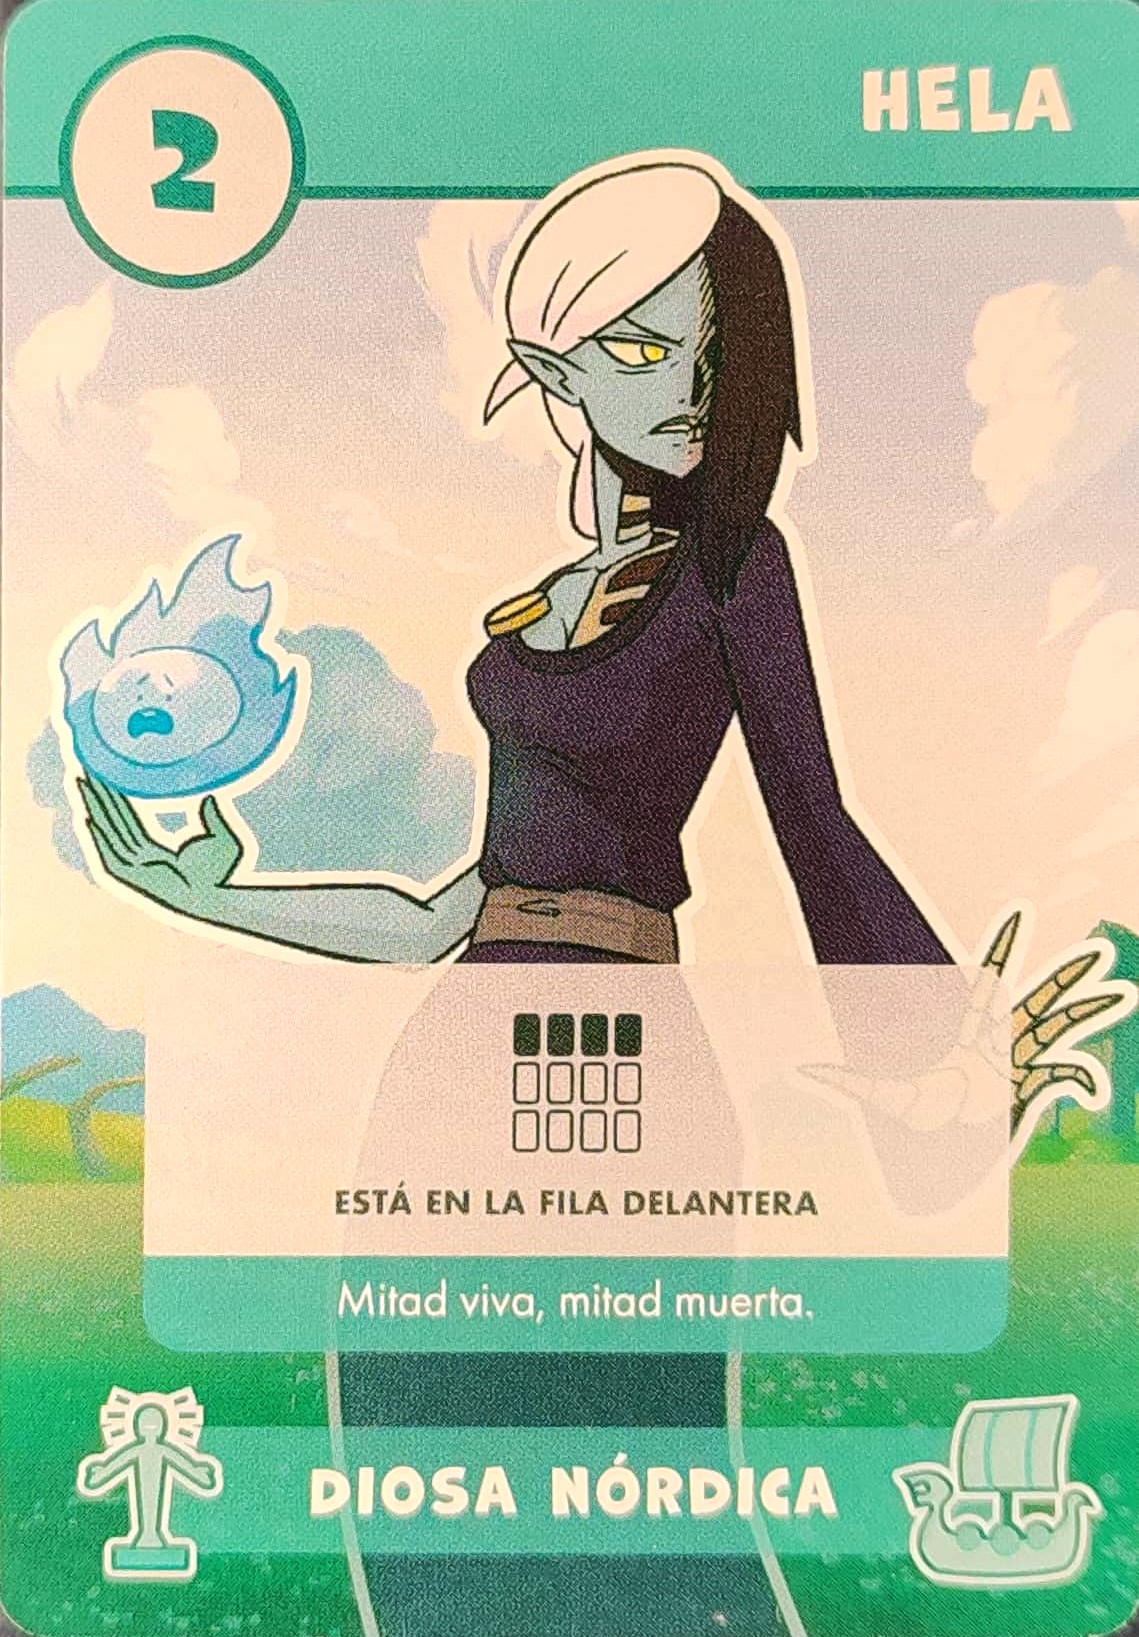 2
HELA
ESTÁ EN LA FILA DELANTERA
Mitad viva, mitad muerta.
DIOSA NÓRDICA